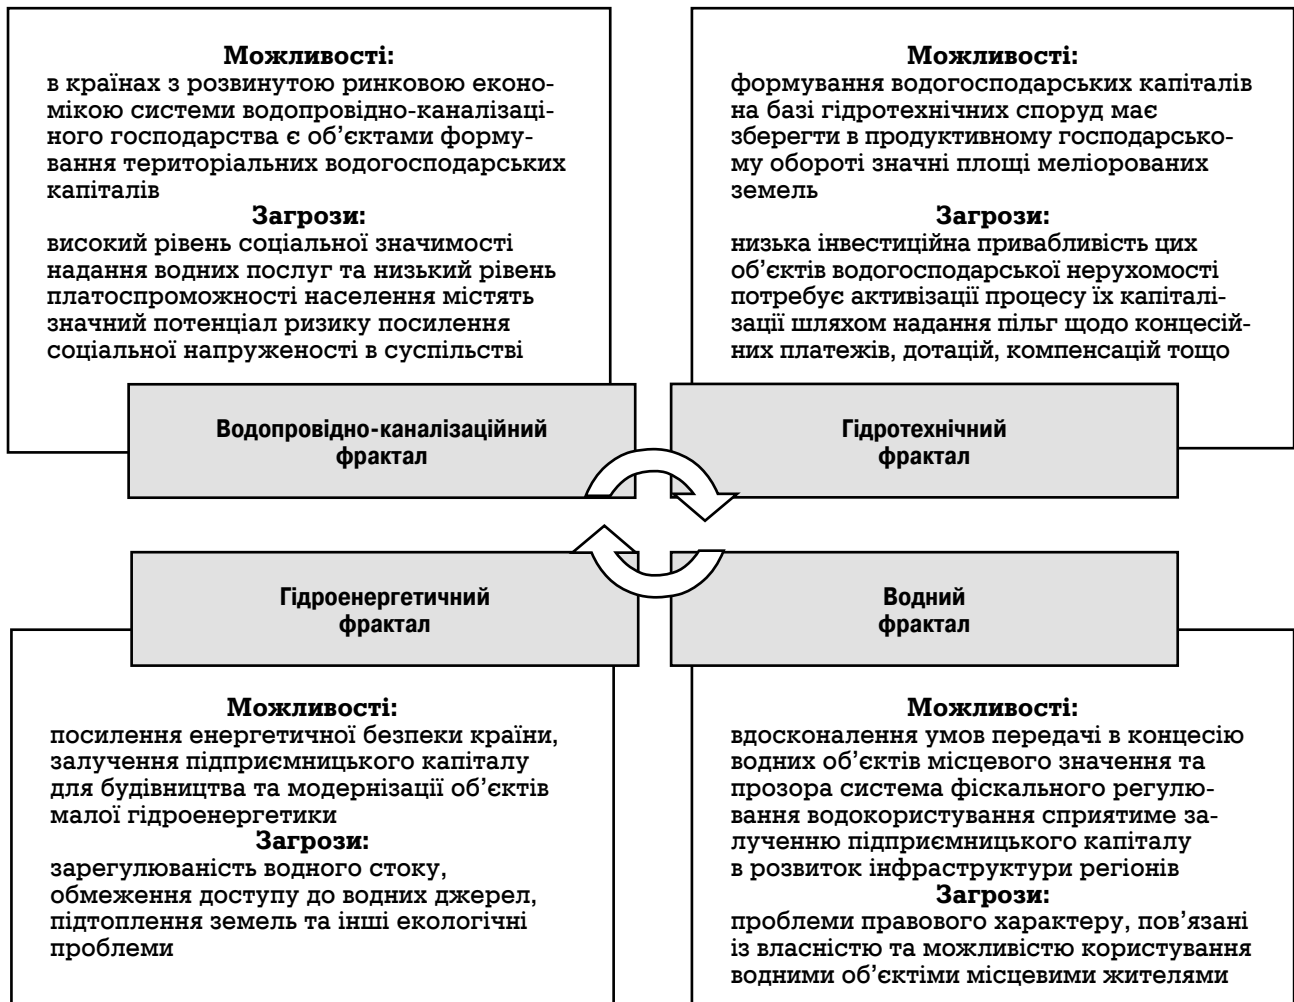 Можливості:
в країнах з розвинутою ринковою еконо-
мікою системи водопровідно-каналізаці-
ного господарства є об’єктами форму-
вання територіальних водогосподарських
капіталів
Загрози:
високий рівень соціальної значимості
надання водних послуг та низький рівень
платоспроможності населення містять
значний потенціал ризику посилення
соціальної напруженості в суспільстві
Водопровідно-каналізаційний
фрактал
Можливості:
формування водогосподарських капіталів
на базі гідротехнічних споруд має
зберегти в продуктивному господарсько-
му обороті значні площі меліорованих
земель
Загрози:
низька інвестиційна привабливість цих
об’єктів водогосподарської нерухомості
потребує активізації процесу їх капіталі-
зації шляхом надання пільг щодо концесій-
них платежів, дотацій, компенсацій тощо
Гідротехнічний
фрактал
Гідроенергетичний
фрактал
Можливості:
посилення енергетичної безпеки країни,
залучення підприємницького капіталу
для будівництва та модернізації об’єктів
малої гідроенергетики
Загрози:
зарегулюваність водного стоку,
обмеження доступу до водних джерел,
підтоплення земель та інші екологічні
проблеми
Водний
фрактал
Можливості:
вдосконалення умов передачі в концесію
водних об’єктів місцевого значення та
прозора система фіскального регулю-
вання водокористування сприятиме за-
лученню підприємницького капіталу
в розвиток інфраструктури регіонів
Загрози:
проблеми правового характеру, пов’язані
із власністю та можливістю користування
водними об’єктіми місцевими жителями